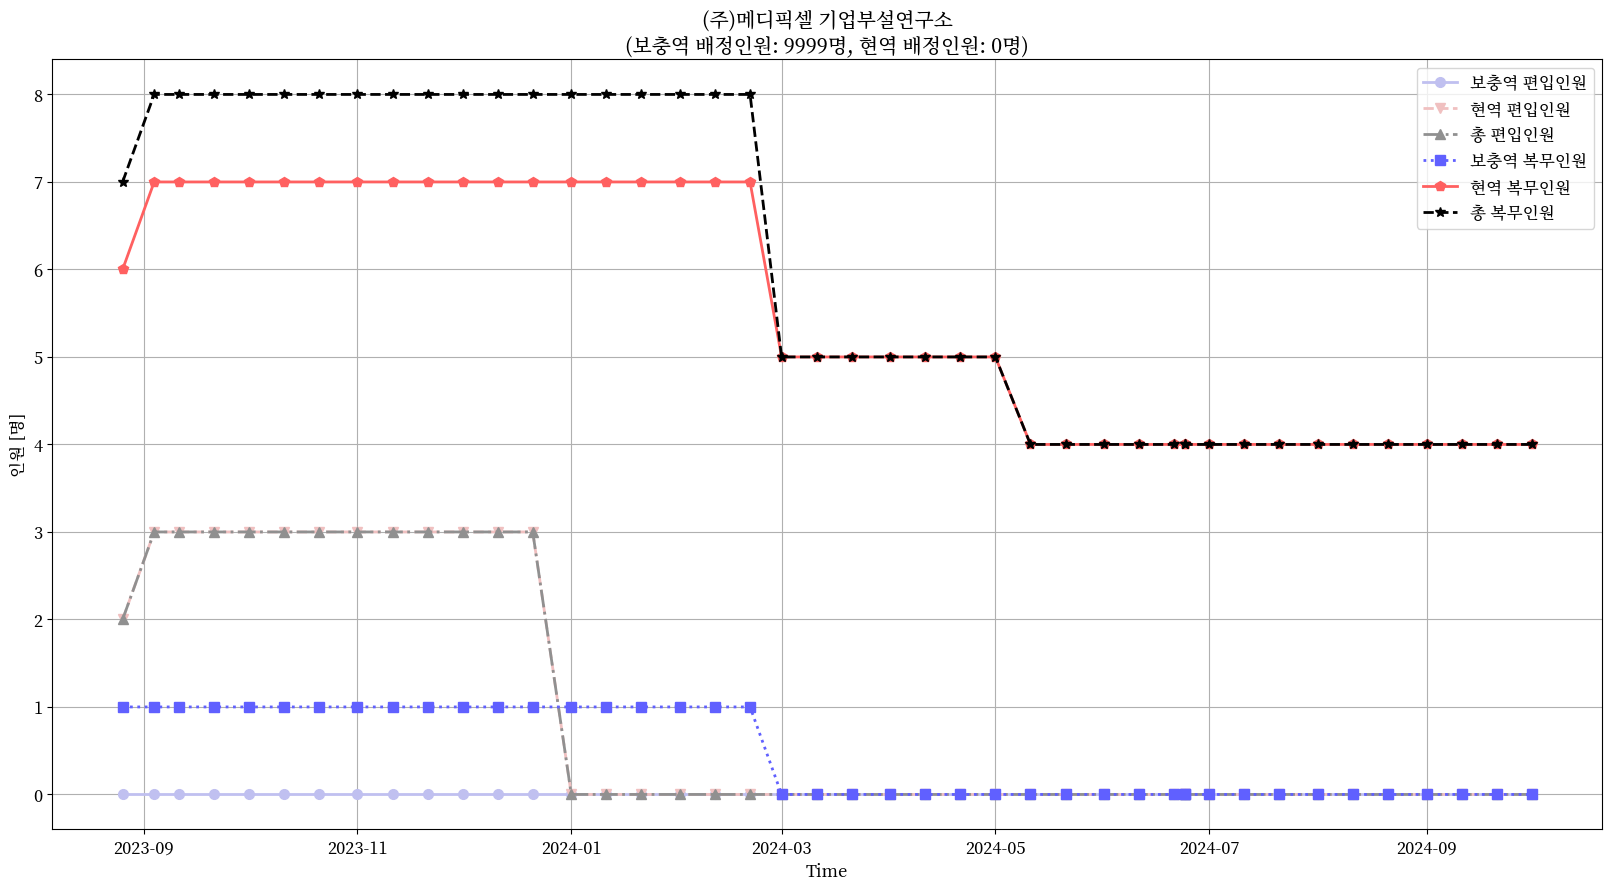 (주)메디픽셀 기업부설연구소
(보충역 배정인원: 9999명, 현역 배정인원: 0명)
보충역 편입인원
현역 편입인원
총 편입인원
보충역 복무인원
현역 복무인원
총 복무인원
인원 [명]
8
7
6
5
4
3
2
1
0
2023-09
2023-11
2024-01
2024-03
2024-05
2024-07
2024-09
Time